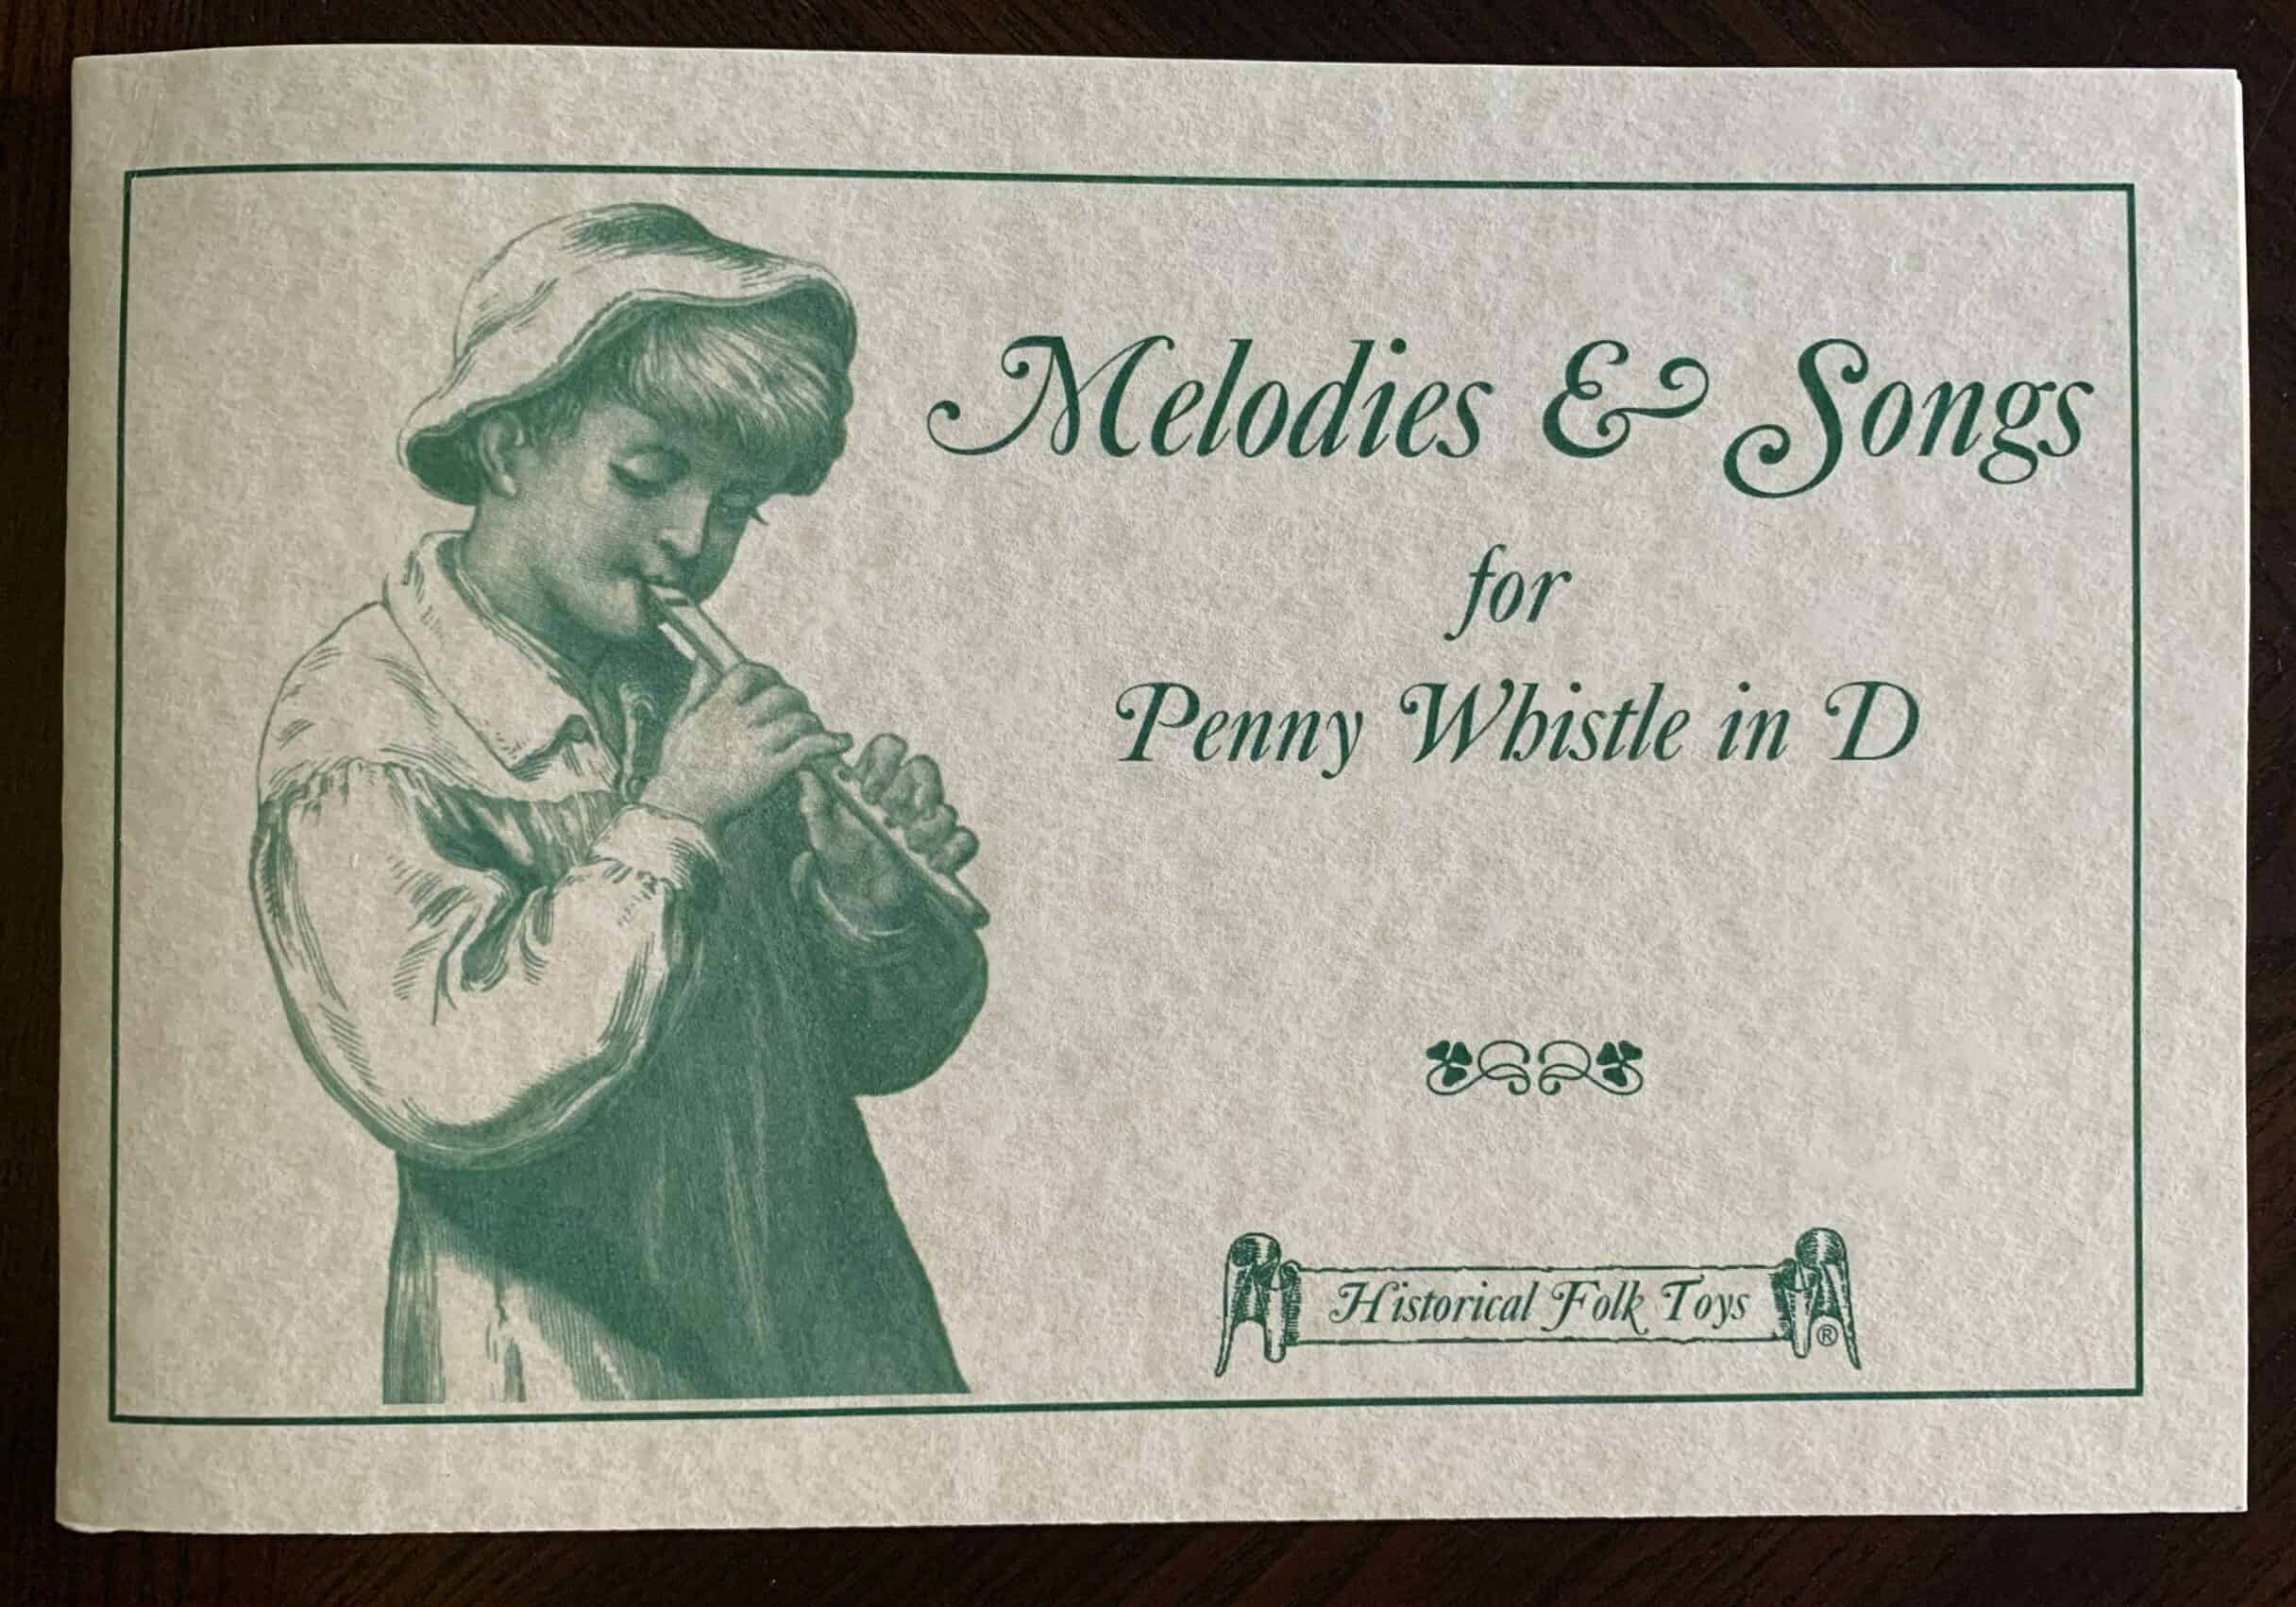 Melodies & Songs
for
Penny Whistle in D
Historical Folk Toys
®